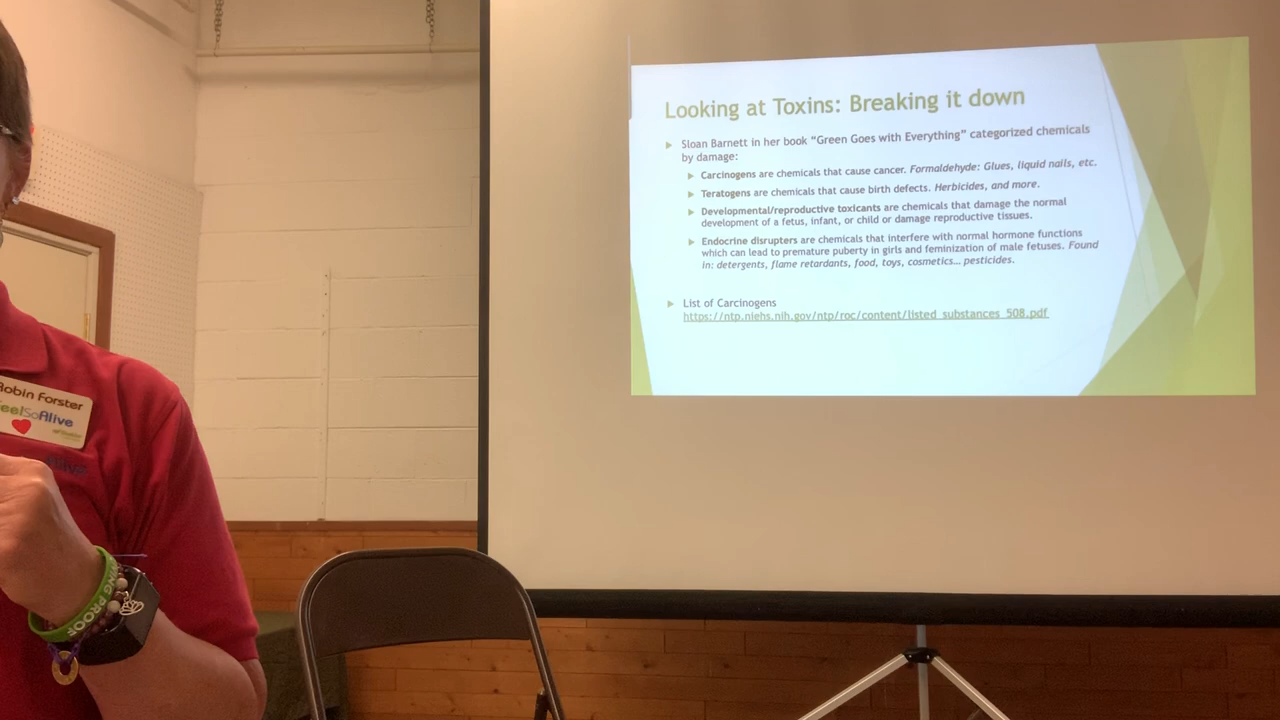 Looking at Toxins: Breaking it down
Sloan Barnett in her book “Green Goes with Everything” categorized chemicals
by damage:
Carcinogens are chemicals that cause cancer. Formaldehyde: Glues, liquid nails, etc.
Teratogens are chemicals that cause birth defects. Herbicides, and more.
Developmental/reproductive toxicants are chemicals that damage the normal
development of a fetus, infant, or child or damage reproductive tissues.
Endocrine disrupters are chemicals that interfere with normal hormone functions
which can lead to premature puberty in girls and feminization of male fetuses. Found
in: detergents, flame retardants, food, toys, cosmetics… pesticides.
List of Carcinogens
https://ntp.niehs.nih.gov/ntp/roc/content/listed_substances_508.pdf
Robin Forster
eelSoAlive
PROOF